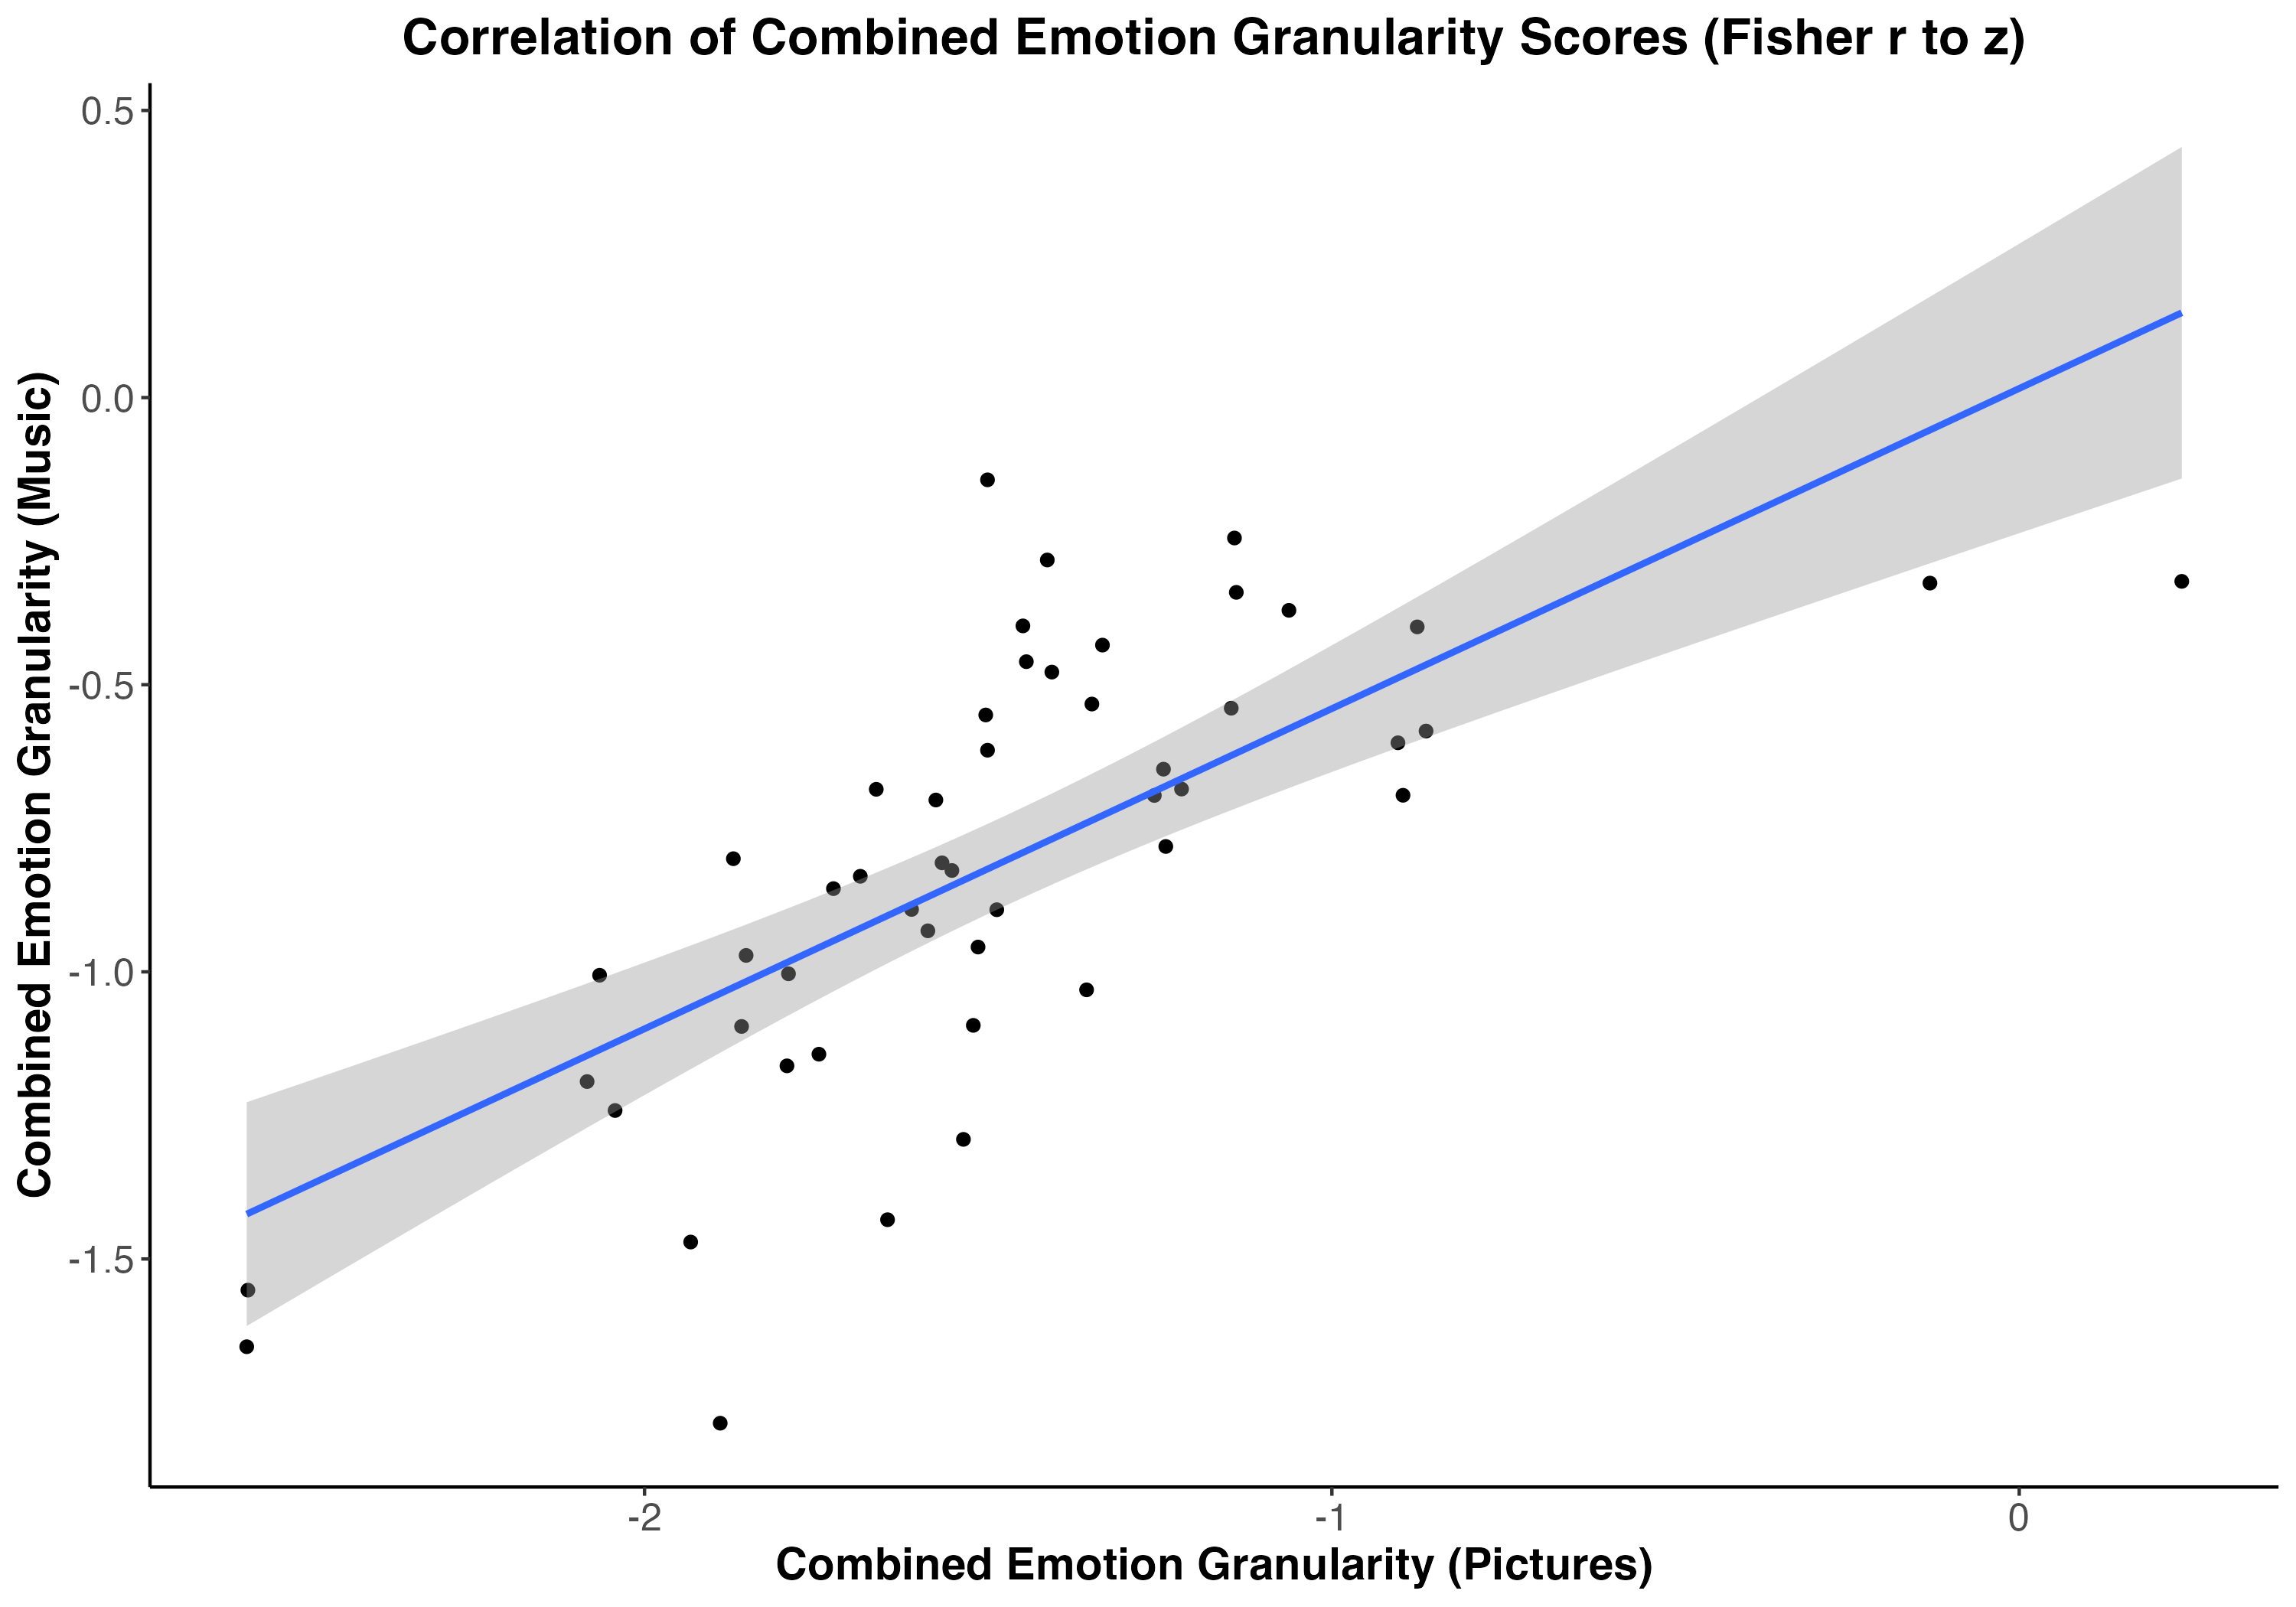 Correlation of Combined Emotion Granularity Scores (Fisher r to z)
Combined Emotion Granularity (Music)
0.5
0.0
-0.5
-1.0
-1.5
-2
-1
0
Combined Emotion Granularity (Pictures)